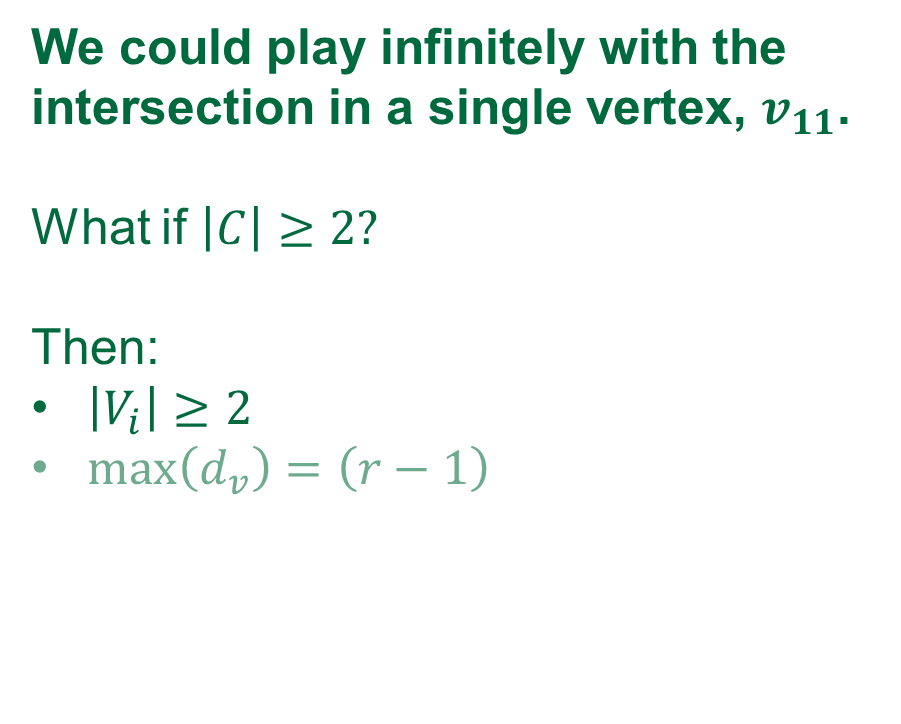 We could play infinitely with the
intersection in a single vertex, 𝒗₁₁.
What if |𝐶| ≥ 2?
Then:
• |𝑉ᵢ| ≥ 2
• max(𝑑ᵥ) = (𝑟 − 1)